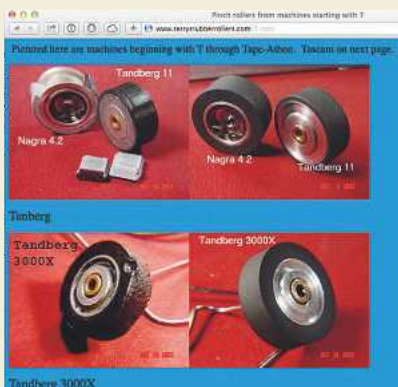 Pinch rollers from machines starting with T
www.terrysrubberrollers.com
Pictured here are machines beginning with T through Tape-Athon. Tascam on next page.
Tandberg 11
Nagra 4.2
Nagra 4.2
Tandberg 11
Tanberg
Tandberg
3000X
Tandberg 3000X
Tandberg 3000X